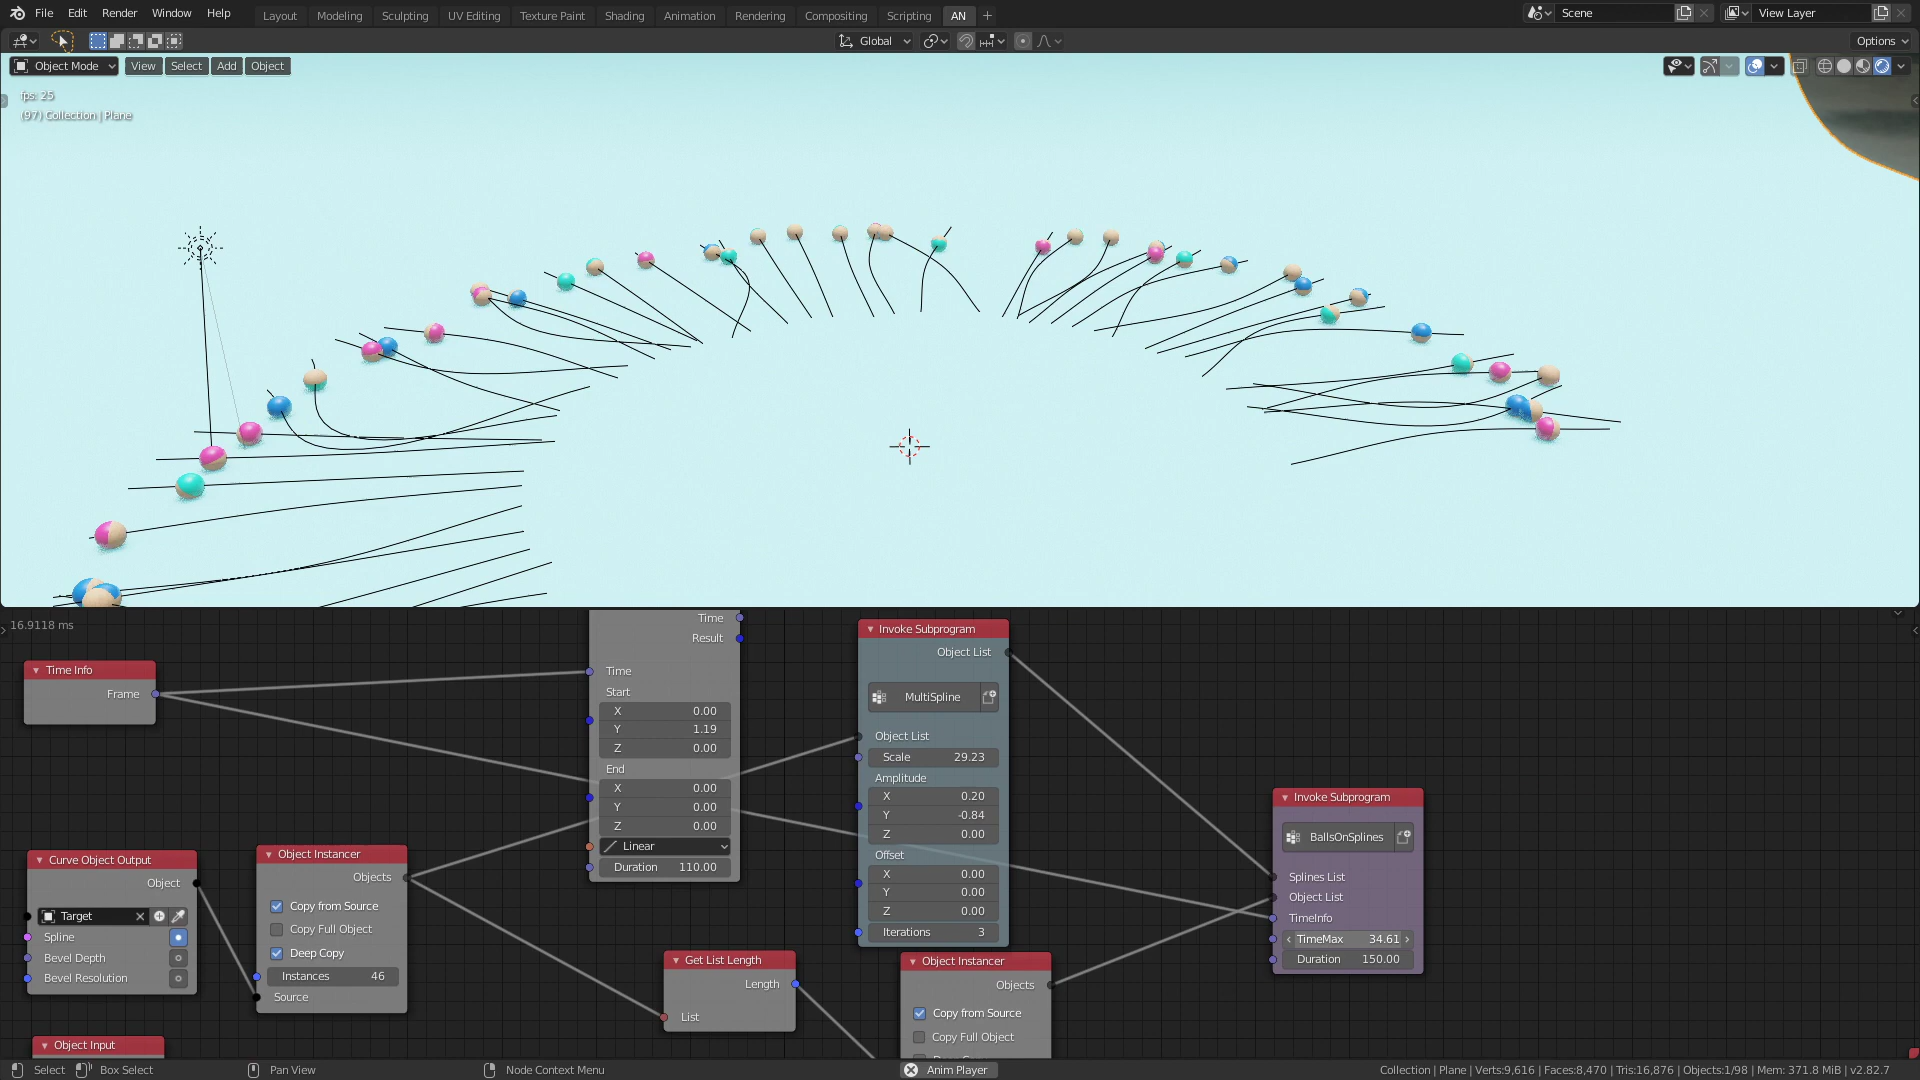 File Edit Render Window Help Layout Modeling Sculpting UV Editing Texture Paint Shading Animation Rendering Compositing Scripting AN + Scene View Layer
Global Options
Object Mode View Select Add Object
fps: 25
(97) Collection | Plane
16.9118 ms
Time Info
Frame
Time
Result
Time
Start
X 0.00
Y 1.19
Z 0.00
End
X 0.00
Y 0.00
Z 0.00
Linear
Duration 110.00
Invoke Subprogram
Object List
MultiSpline
Object List
Scale 29.23
Amplitude
X 0.20
Y -0.84
Z 0.00
Offset
X 0.00
Y 0.00
Z 0.00
Iterations 3
Invoke Subprogram
BallsOnSplines
Splines List
Object List
TimeInfo
TimeMax 34.61
Duration 150.00
Curve Object Output
Object
Target
Spline
Bevel Depth
Bevel Resolution
Object Instancer
Objects
Copy from Source
Copy Full Object
Deep Copy
Instances 46
Source
Get List Length
Length
List
Object Instancer
Objects
Copy from Source
Copy Full Object
Object Input
Select Box Select Pan View Node Context Menu Anim Player Collection | Plane | Verts:9,616 | Faces:8,470 | Tris:16,876 | Objects:1/98 | Mem: 371.8 MiB | v2.82.7